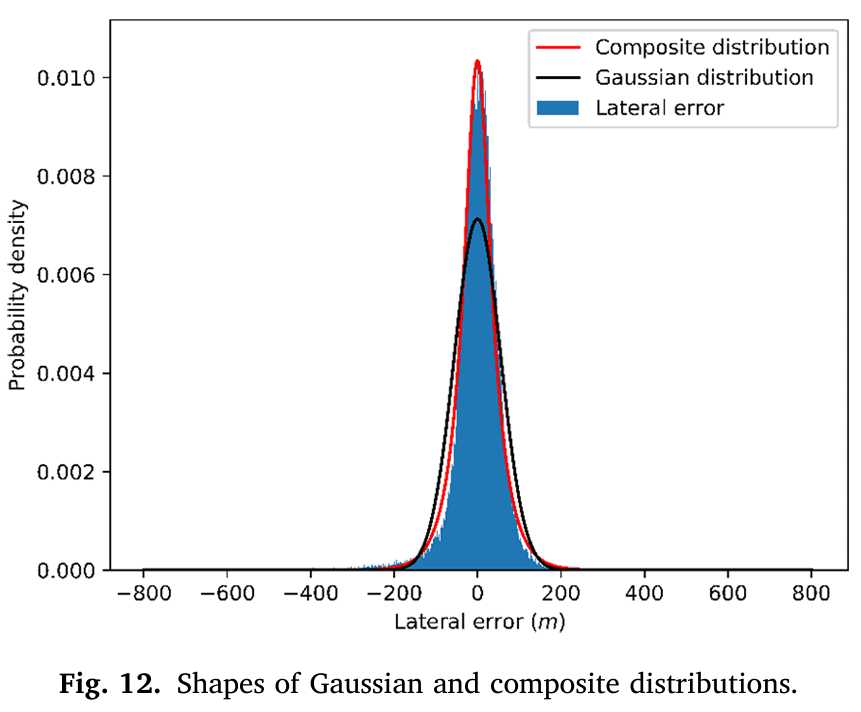 Composite distribution
Gaussian distribution
Lateral error
Probability density
0.010
0.008
0.006
0.004
0.002
0.000
−800 −600 −400 −200 0 200 400 600 800
Lateral error (m)
Fig. 12. Shapes of Gaussian and composite distributions.